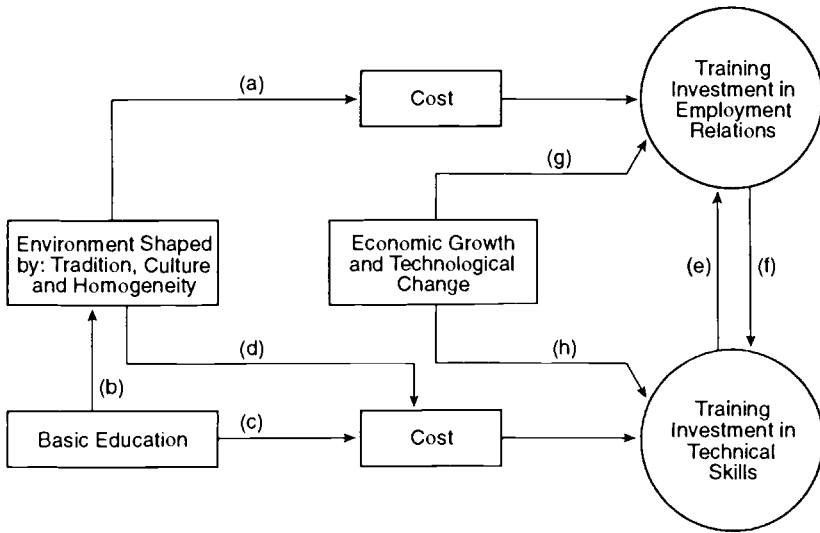 (a)
Cost
Training
Investment in
Employment
Relations
(g)
Environment Shaped
by: Tradition, Culture
and Homogeneity
Economic Growth
and Technological
Change
(e)
(f)
(d)
(h)
(b)
Basic Education
(c)
Cost
Training
Investment in
Technical
Skills